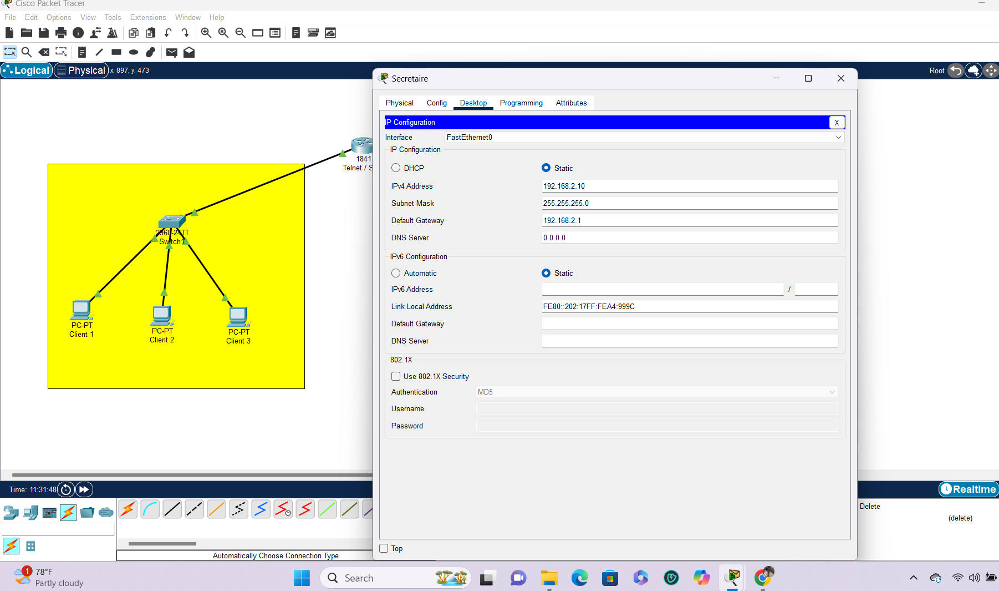 Cisco Packet Tracer
File Edit Options View Tools Extensions Window Help
Logical Physical x: 897, y: 473 Root
1841
Telnet / S
2960-24TT
Switch1
PC-PT
Client 1
PC-PT
Client 2
PC-PT
Client 3
Secretaire
Physical Config Desktop Programming Attributes
IP Configuration X
Interface FastEthernet0
IP Configuration
DHCP Static
IPv4 Address 192.168.2.10
Subnet Mask 255.255.255.0
Default Gateway 192.168.2.1
DNS Server 0.0.0.0
IPv6 Configuration
Automatic Static
IPv6 Address /
Link Local Address FE80::202:17FF:FEA4:999C
Default Gateway
DNS Server
802.1X
Use 802.1X Security
Authentication MD5
Username
Password
Top
Time: 11:31:48 Realtime
Automatically Choose Connection Type
Delete
(delete)
1 78°F
Partly cloudy
Search